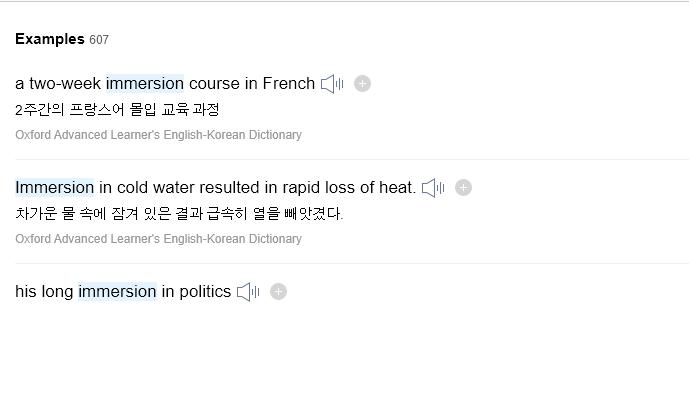 Examples 607
a two-week immersion course in French
2주간의 프랑스어 몰입 교육 과정
Oxford Advanced Learner's English-Korean Dictionary
Immersion in cold water resulted in rapid loss of heat.
차가운 물 속에 잠겨 있은 결과 급속히 열을 빼앗겼다.
Oxford Advanced Learner's English-Korean Dictionary
his long immersion in politics